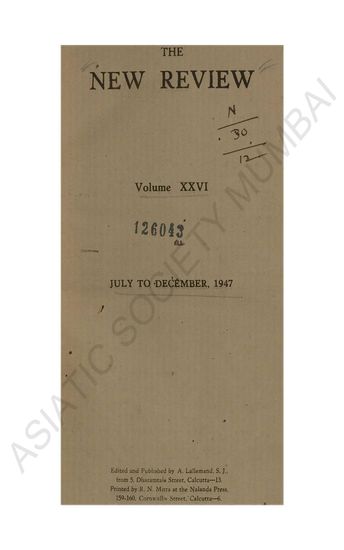 THE
NEW REVIEW
N
30
12
Volume XXVI
126043
JULY TO DECEMBER, 1947
ASIATIC SOCIETY MUMBAI
Edited and Published by A. Lallemand, S. J.,
from 5, Dharamtala Street, Calcutta—13.
Printed by R. N. Mitra at the Nalanda Press,
159-160, Cornwallis Street, Calcutta—6.